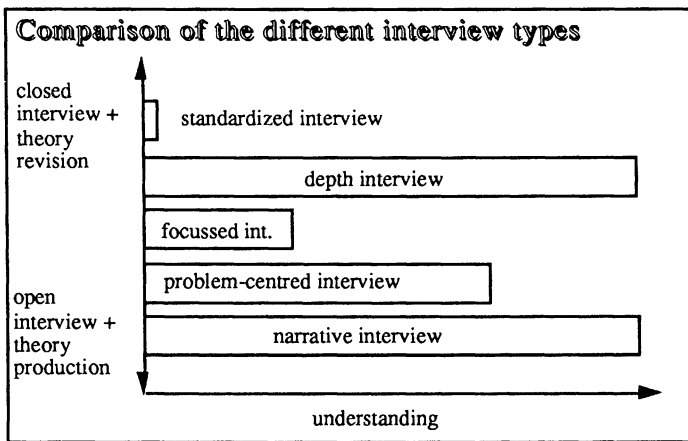 Comparison of the different interview types
closed
interview +
theory
revision
standardized interview
depth interview
focussed int.
problem-centred interview
open
interview +
theory
production
narrative interview
understanding